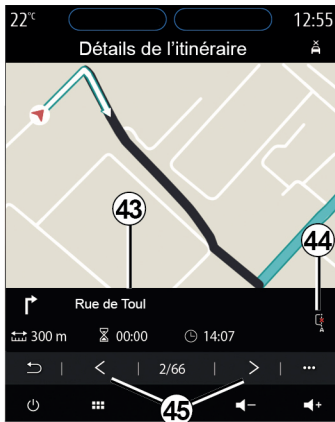 22°C 12:55
Détails de l'itinéraire
43
44
Rue de Toul
300 m 00:00 14:07
2/66
45